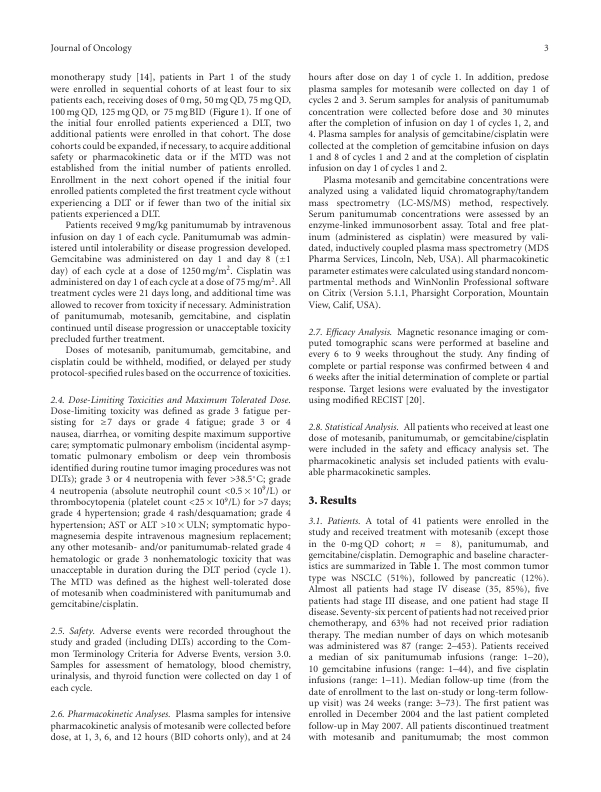 Journal of Oncology
3
monotherapy study [14], patients in Part 1 of the study
were enrolled in sequential cohorts of at least four to six
patients each, receiving doses of 0 mg, 50 mg QD, 75 mg QD,
100 mg QD, 125 mg QD, or 75 mg BID (Figure 1). If one of
the initial four enrolled patients experienced a DLT, two
additional patients were enrolled in that cohort. The dose
cohorts could be expanded, if necessary, to acquire additional
safety or pharmacokinetic data or if the MTD was not
established from the initial number of patients enrolled.
Enrollment in the next cohort opened if the initial four
enrolled patients completed the first treatment cycle without
experiencing a DLT or if fewer than two of the initial six
patients experienced a DLT.
Patients received 9 mg/kg panitumumab by intravenous
infusion on day 1 of each cycle. Panitumumab was admin-
istered until intolerability or disease progression developed.
Gemcitabine was administered on day 1 and day 8 (±1
day) of each cycle at a dose of 1250 mg/m². Cisplatin was
administered on day 1 of each cycle at a dose of 75 mg/m². All
treatment cycles were 21 days long, and additional time was
allowed to recover from toxicity if necessary. Administration
of panitumumab, motesanib, gemcitabine, and cisplatin
continued until disease progression or unacceptable toxicity
precluded further treatment.
Doses of motesanib, panitumumab, gemcitabine, and
cisplatin could be withheld, modified, or delayed per study
protocol-specified rules based on the occurrence of toxicities.
2.4. Dose-Limiting Toxicities and Maximum Tolerated Dose.
Dose-limiting toxicity was defined as grade 3 fatigue per-
sisting for ≥7 days or grade 4 fatigue; grade 3 or 4
nausea, diarrhea, or vomiting despite maximum supportive
care; symptomatic pulmonary embolism (incidental asymp-
tomatic pulmonary embolism or deep vein thrombosis
identified during routine tumor imaging procedures was not
DLTs); grade 3 or 4 neutropenia with fever >38.5°C; grade
4 neutropenia (absolute neutrophil count <0.5 × 10⁹/L) or
thrombocytopenia (platelet count <25 × 10⁹/L) for >7 days;
grade 4 hypertension; grade 4 rash/desquamation; grade 4
hypertension; AST or ALT >10 × ULN; symptomatic hypo-
magnesemia despite intravenous magnesium replacement;
any other motesanib- and/or panitumumab-related grade 4
hematologic or grade 3 nonhematologic toxicity that was
unacceptable in duration during the DLT period (cycle 1).
The MTD was defined as the highest well-tolerated dose
of motesanib when coadministered with panitumumab and
gemcitabine/cisplatin.
2.5. Safety. Adverse events were recorded throughout the
study and graded (including DLTs) according to the Com-
mon Terminology Criteria for Adverse Events, version 3.0.
Samples for assessment of hematology, blood chemistry,
urinalysis, and thyroid function were collected on day 1 of
each cycle.
2.6. Pharmacokinetic Analyses. Plasma samples for intensive
pharmacokinetic analysis of motesanib were collected before
dose, at 1, 3, 6, and 12 hours (BID cohorts only), and at 24
hours after dose on day 1 of cycle 1. In addition, predose
plasma samples for motesanib were collected on day 1 of
cycles 2 and 3. Serum samples for analysis of panitumumab
concentration were collected before and 30 minutes
after the completion of infusion on day 1 of cycles 1, 2, and
4. Plasma samples for analysis of gemcitabine/cisplatin were
collected at the completion of gemcitabine infusion on days
1 and 8 of cycles 1 and 2 and at the completion of cisplatin
infusion on day 1 of cycles 1 and 2.
Plasma motesanib and gemcitabine concentrations were
analyzed using a validated liquid chromatography/tandem
mass spectrometry (LC-MS/MS) method, respectively.
Serum panitumumab concentrations were assessed by an
enzyme-linked immunosorbent assay. Total and free plat-
inum (administered as cisplatin) were measured by vali-
dated, inductively coupled plasma mass spectrometry (MDS
Pharma Services, Lincoln, Neb, USA). All pharmacokinetic
parameter estimates were calculated using standard noncom-
partmental methods and WinNonlin Professional software
on Citrix (Version 5.1.1, Pharsight Corporation, Mountain
View, Calif, USA).
2.7. Efficacy Analysis. Magnetic resonance imaging or com-
puted tomographic scans were performed at baseline and
every 6 to 9 weeks throughout the study. Any finding of
complete or partial response was confirmed between 4 and
6 weeks after the initial determination of complete or partial
response. Target lesions were evaluated by the investigator
using modified RECIST [20].
2.8. Statistical Analysis. All patients who received at least one
dose of motesanib, panitumumab, or gemcitabine/cisplatin
were included in the safety and efficacy analysis set. The
pharmacokinetic analysis set included patients with evalu-
able pharmacokinetic samples.
3. Results
3.1. Patients. A total of 41 patients were enrolled in the
study and received treatment with motesanib (except those
in the 0-mg QD cohort; n = 8), panitumumab, and
gemcitabine/cisplatin. Demographic and baseline character-
istics are summarized in Table 1. The most common tumor
type was NSCLC (51%), followed by pancreatic (12%).
Almost all patients had stage IV disease (35, 85%), five
patients had stage III disease, and one patient had stage II
disease. Seventy-six percent of patients had not received prior
chemotherapy, and 63% had not received prior radiation
therapy. The median number of days on which motesanib
was administered was 87 (range: 2–453). Patients received
a median of six panitumumab infusions (range: 1–20),
10 gemcitabine infusions (range: 1–44), and five cisplatin
infusions (range: 1–11). Median follow-up time (from the
date of enrollment to the last on-study or long-term follow-
up visit) was 24 weeks (range: 3–73). The first patient was
enrolled in December 2004 and the last patient completed
follow-up in May 2007. All patients discontinued treatment
with motesanib and panitumumab; the most common